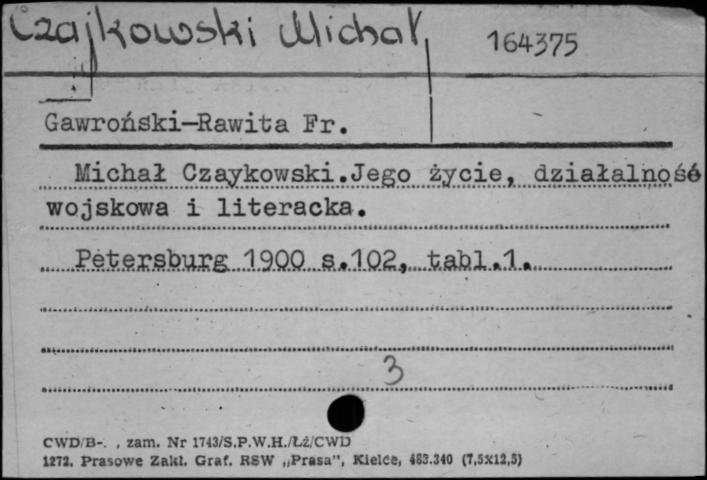 Czajkowski Michał
164375
Gawroński-Rawita Fr.
Michał Czaykowski.Jego życie, działalność
wojskowa i literacka.
Petersburg 1900 s.102, tabl.1.
3
CWD/B-. , zam. Nr 1743/S.P.W.H./Łż/CWD
1272. Prasowe Zakł. Graf. RSW „Prasa”, Kielce, 483.340 (7,5x12,5)